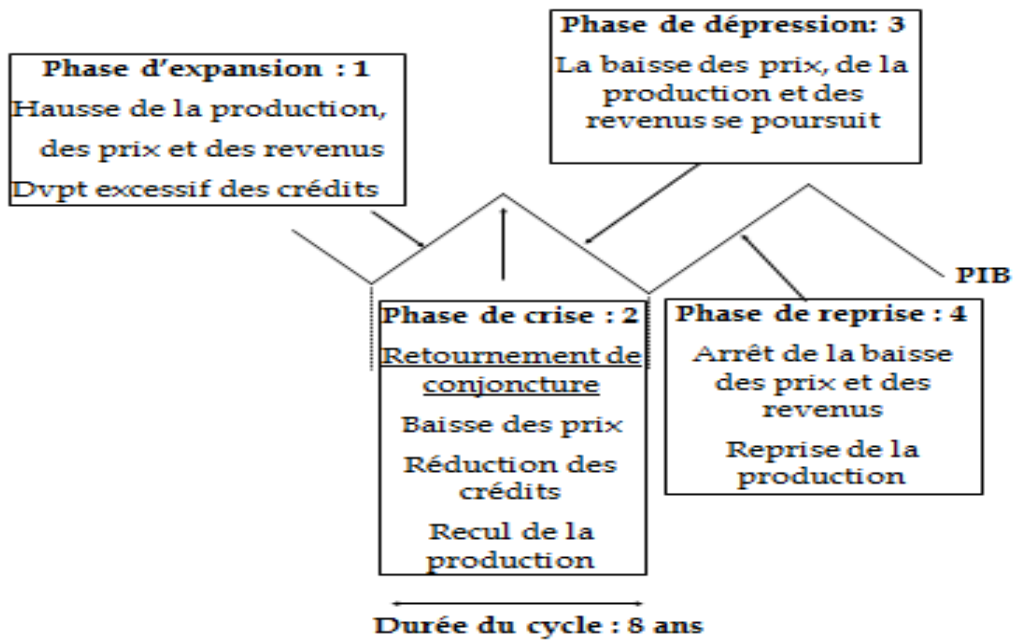 Phase d'expansion : 1
Hausse de la production,
des prix et des revenus
Dvpt excessif des crédits
Phase de dépression: 3
La baisse des prix, de la
production et des
revenus se poursuit
PIB
Phase de crise : 2
Retournement de
conjoncture
Baisse des prix
Réduction des
crédits
Recul de la
production
Phase de reprise : 4
Arrêt de la baisse
des prix et des
revenus
Reprise de la
production
Durée du cycle : 8 ans